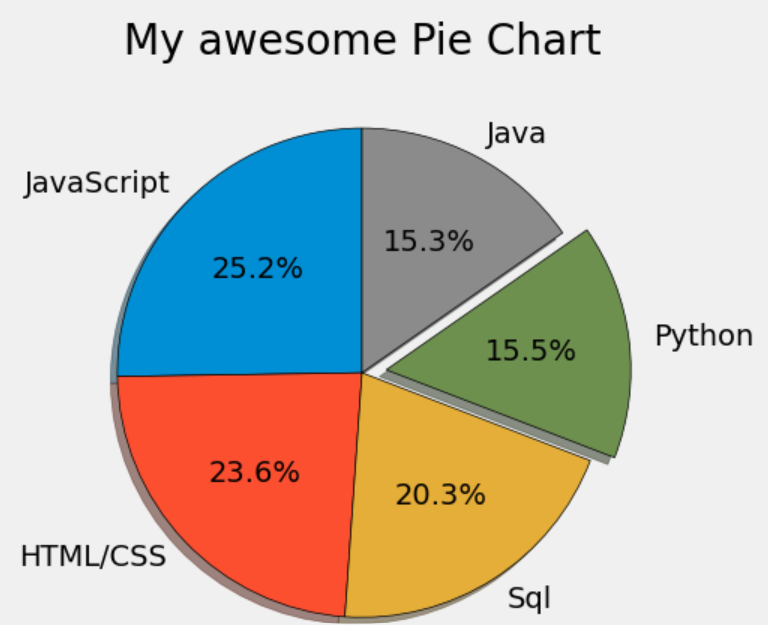 My awesome Pie Chart
Java
JavaScript
15.3%
25.2%
Python
15.5%
23.6%
20.3%
HTML/CSS
Sql